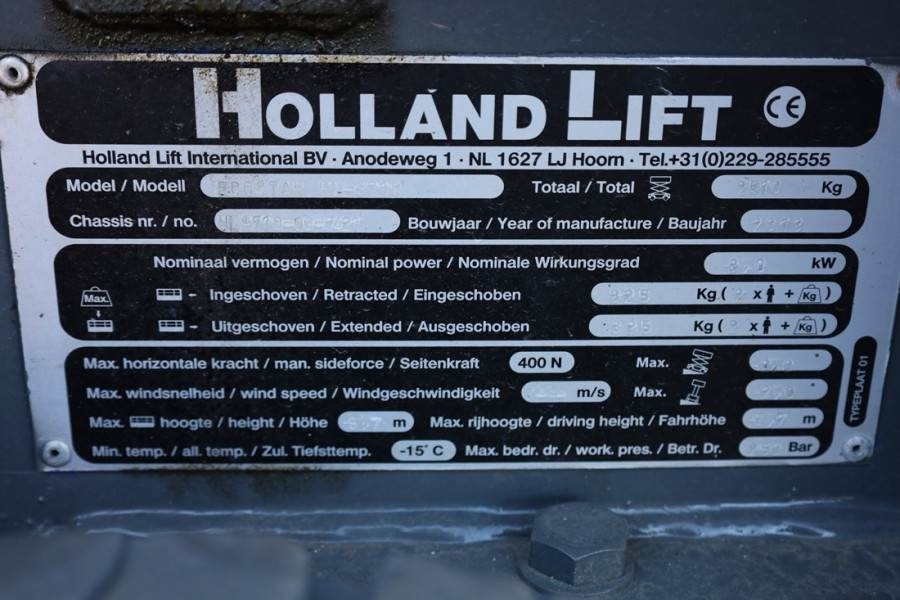 HOLLAND LIFT CE
Holland Lift International BV · Anodeweg 1 · NL 1627 LJ Hoorn · Tel.+31(0)229-285555
Model / Modell Totaal / Total Kg
Chassis nr. / no. Bouwjaar / Year of manufacture / Baujahr
Nominaal vermogen / Nominal power / Nominale Wirkungsgrad kW
Max. - Ingeschoven / Retracted / Eingeschoben Kg ( x + Kg )
- Uitgeschoven / Extended / Ausgeschoben Kg ( x + Kg )
Max. horizontale kracht / man. sideforce / Seitenkraft 400 N Max.
Max. windsnelheid / wind speed / Windgeschwindigkeit m/s Max.
Max. hoogte / height / Höhe m Max. rijhoogte / driving height / Fahrhöhe m
Min. temp. / all. temp. / Zul. Tiefsttemp. -15° C Max. bedr. dr. / work. pres. / Betr. Dr. Bar
TYPEPLAAT 01